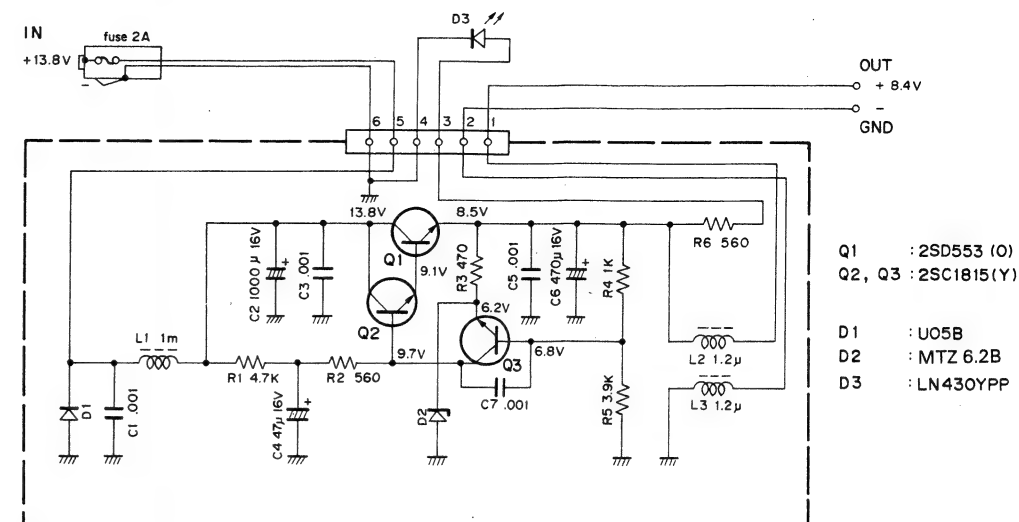 D3
IN
fuse 2A
+13.8V
−
OUT
+ 8.4V
−
GND
6 5 4 3 2 1
13.8V
8.5V
R6 560
Q1
9.1V
C2 1000μ 16V
+
C3 .001
R3 470
C5 .001
C6 470μ 16V
+
R4 1K
Q2
6.2V
9.7V
Q3
6.8V
L1 1m
R1 4.7K
R2 560
C7 .001
L2 1.2μ
L3 1.2μ
D1
C1 .001
C4 47μ 16V
+
D2
R5 3.9K
Q1 : 2SD553 (O)
Q2, Q3 : 2SC1815(Y)
D1 : U05B
D2 : MTZ 6.2B
D3 : LN430YPP